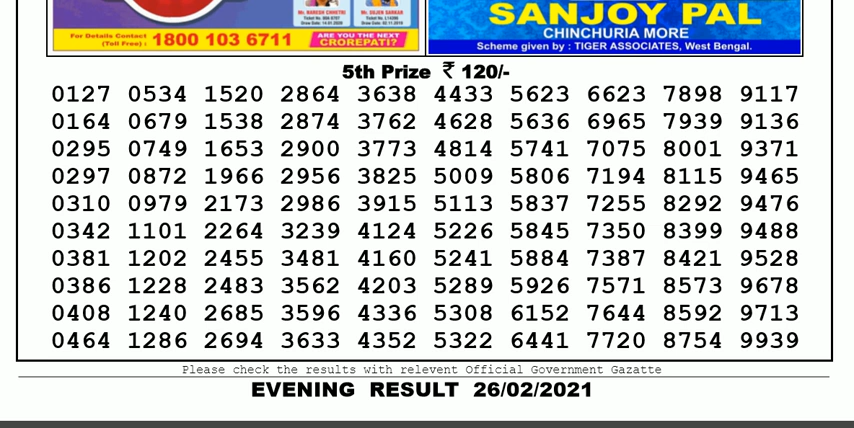 Mr. NARESH CHHETRI
Mr. SAJEN SARKAR
For Details Contact
(Toll Free) : 1800 103 6711
ARE YOU THE NEXT
CROREPATI?
SANJOY PAL
CHINCHURIA MORE
Scheme given by : TIGER ASSOCIATES, West Bengal.
5th Prize ₹ 120/-
0127 0534 1520 2864 3638 4433 5623 6623 7898 9117
0164 0679 1538 2874 3762 4628 5636 6965 7939 9136
0295 0749 1653 2900 3773 4814 5741 7075 8001 9371
0297 0872 1966 2956 3825 5009 5806 7194 8115 9465
0310 0979 2173 2986 3915 5113 5837 7255 8292 9476
0342 1101 2264 3239 4124 5226 5845 7350 8399 9488
0381 1202 2455 3481 4160 5241 5884 7387 8421 9528
0386 1228 2483 3562 4203 5289 5926 7571 8573 9678
0408 1240 2685 3596 4336 5308 6152 7644 8592 9713
0464 1286 2694 3633 4352 5322 6441 7720 8754 9939
Please check the results with relevent Official Government Gazatte
EVENING RESULT 26/02/2021